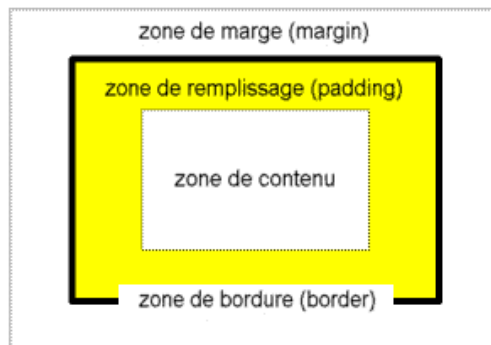 zone de marge (margin)
zone de remplissage (padding)
zone de contenu
zone de bordure (border)